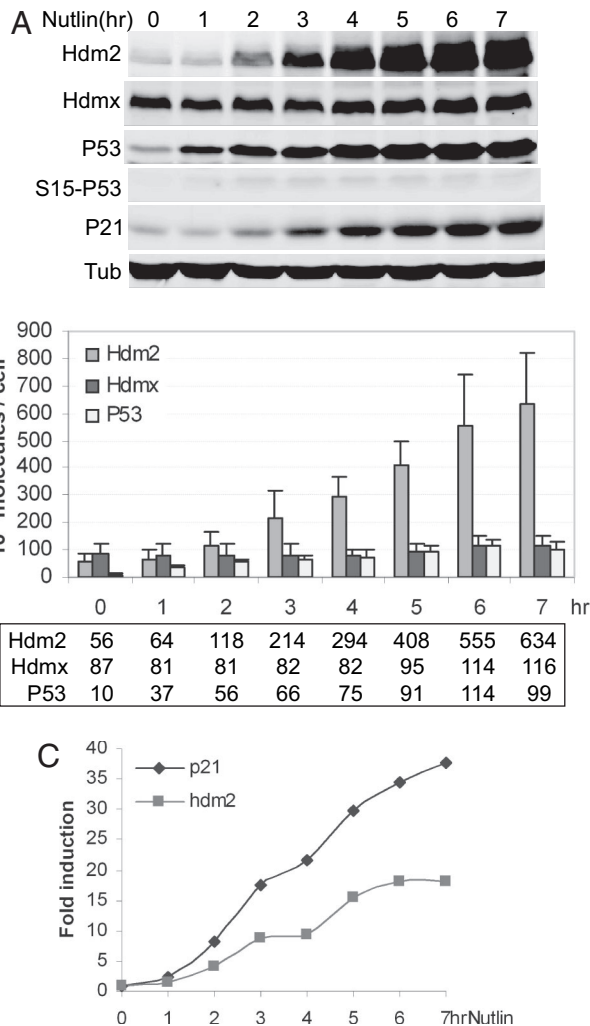 A Nutlin(hr) 0 1 2 3 4 5 6 7
Hdm2
Hdmx
P53
S15-P53
P21
Tub
900
800
700
600
500
400
300
200
100
0
Hdm2
Hdmx
P53
0 1 2 3 4 5 6 7 hr
Hdm2 56 64 118 214 294 408 555 634
Hdmx 87 81 81 82 82 95 114 116
P53 10 37 56 66 75 91 114 99
C
40
35
30
25
20
15
10
5
0
Fold induction
p21
hdm2
0 1 2 3 4 5 6 7hrNutlin